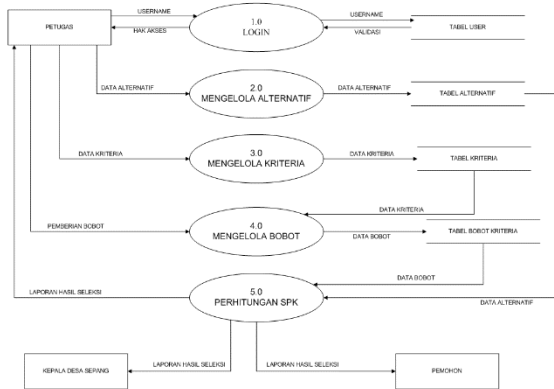 USERNAME
1.0
LOGIN
USERNAME
PETUGAS
HAK AKSES
VALIDASI
TABEL USER
2.0
MENGELOLA ALTERNATIF
DATA ALTERNATIF
DATA ALTERNATIF
TABEL ALTERNATIF
3.0
MENGELOLA KRITERIA
DATA KRITERIA
DATA KRITERIA
TABEL KRITERIA
DATA KRITERIA
4.0
MENGELOLA BOBOT
PEMBERIAN BOBOT
DATA BOBOT
TABEL BOBOT KRITERIA
DATA BOBOT
5.0
PERHITUNGAN SPK
LAPORAN HASIL SELEKSI
DATA ALTERNATIF
KEPALA DESA SEPANG
LAPORAN HASIL SELEKSI
LAPORAN HASIL SELEKSI
PEMOHON